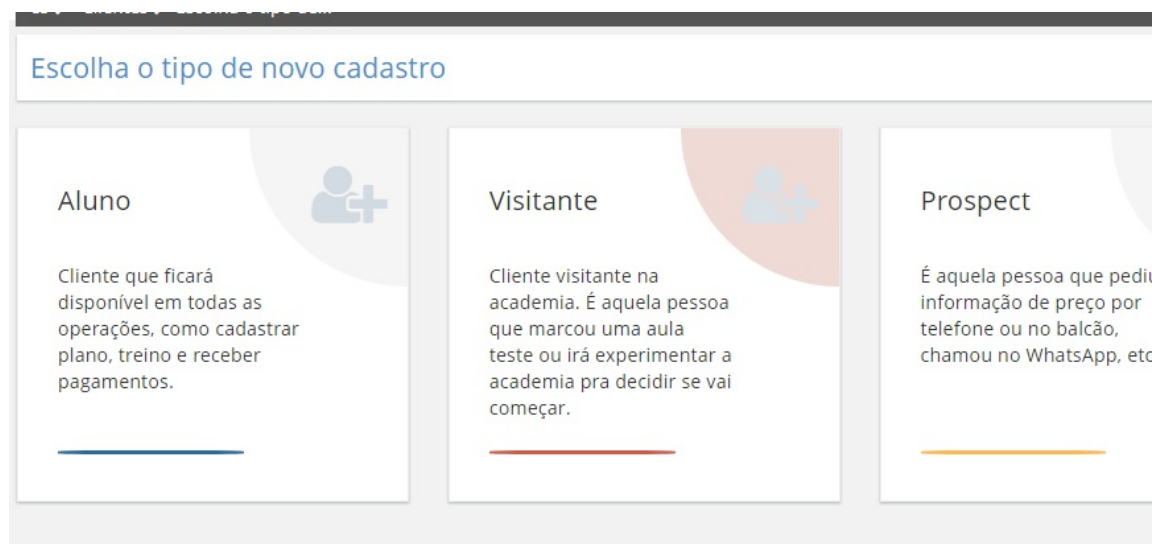 Escolha o tipo de novo cadastro
Aluno
Cliente que ficará
disponível em todas as
operações, como cadastrar
plano, treino e receber
pagamentos.
Visitante
Cliente visitante na
academia. É aquela pessoa
que marcou uma aula
teste ou irá experimentar a
academia pra decidir se vai
começar.
Prospect
É aquela pessoa que pediu
informação de preço por
telefone ou no balcão,
chamou no WhatsApp, etc